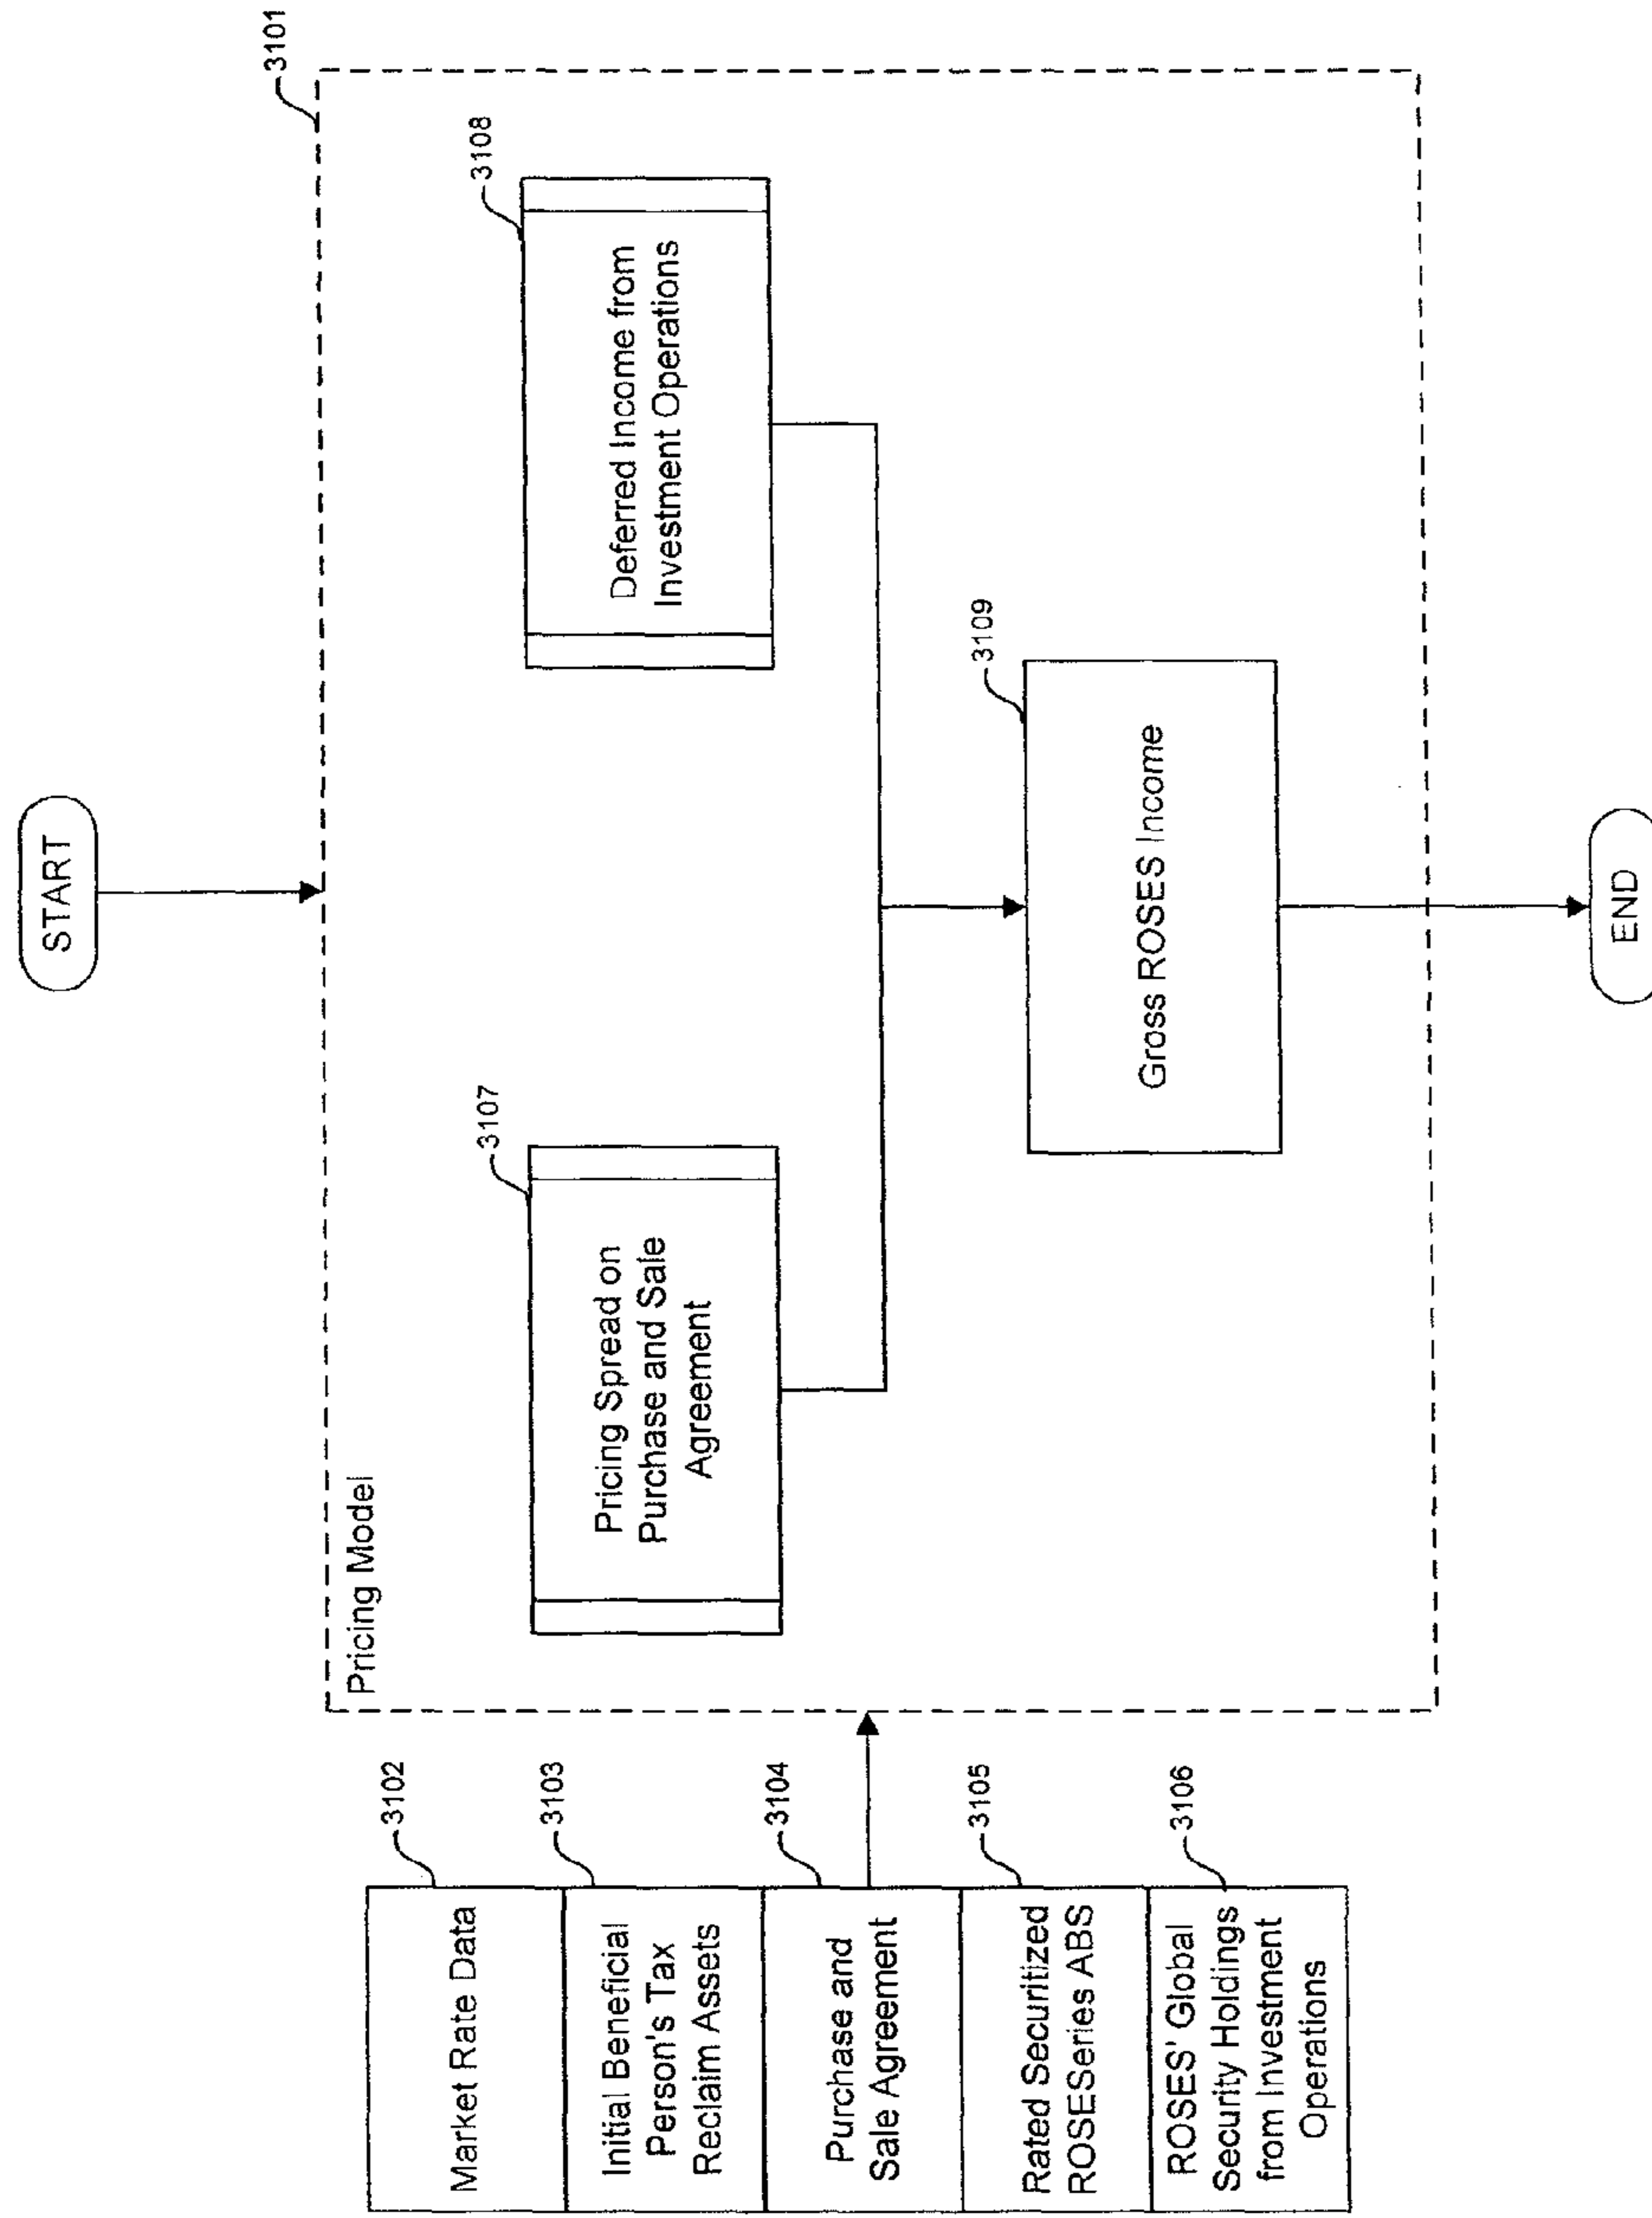 START
3101
Pricing Model
3102
Market Rate Data
3103
Initial Beneficial
Person's Tax
Reclaim Assets
3104
Purchase and
Sale Agreement
3105
Rated Securitized
ROSESeries ABS
3106
ROSES' Global
Security Holdings
from Investment
Operations
3107
Pricing Spread on
Purchase and Sale
Agreement
3108
Deferred Income from
Investment Operations
3109
Gross ROSES Income
END